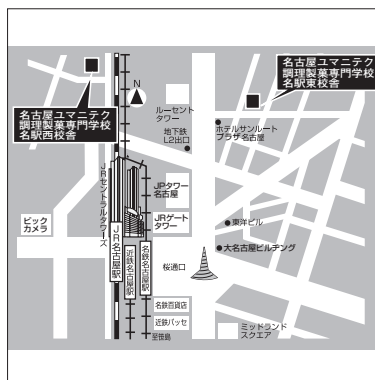 名古屋ユマニテク
調理製菓専門学校
名駅西校舎
N
ルーセント
タワー
地下鉄
L2出口
名古屋ユマニテク
調理製菓専門学校
名駅東校舎
ホテルサンルート
プラザ名古屋
JRセントラルタワーズ
JPタワー
名古屋
JRゲート
タワー
ビック
カメラ
JR名古屋駅
近鉄名古屋駅
名鉄名古屋駅
桜通口
東洋ビル
大名古屋ビルヂング
名鉄百貨店
近鉄パッセ
至笹島
ミッドランド
スクエア